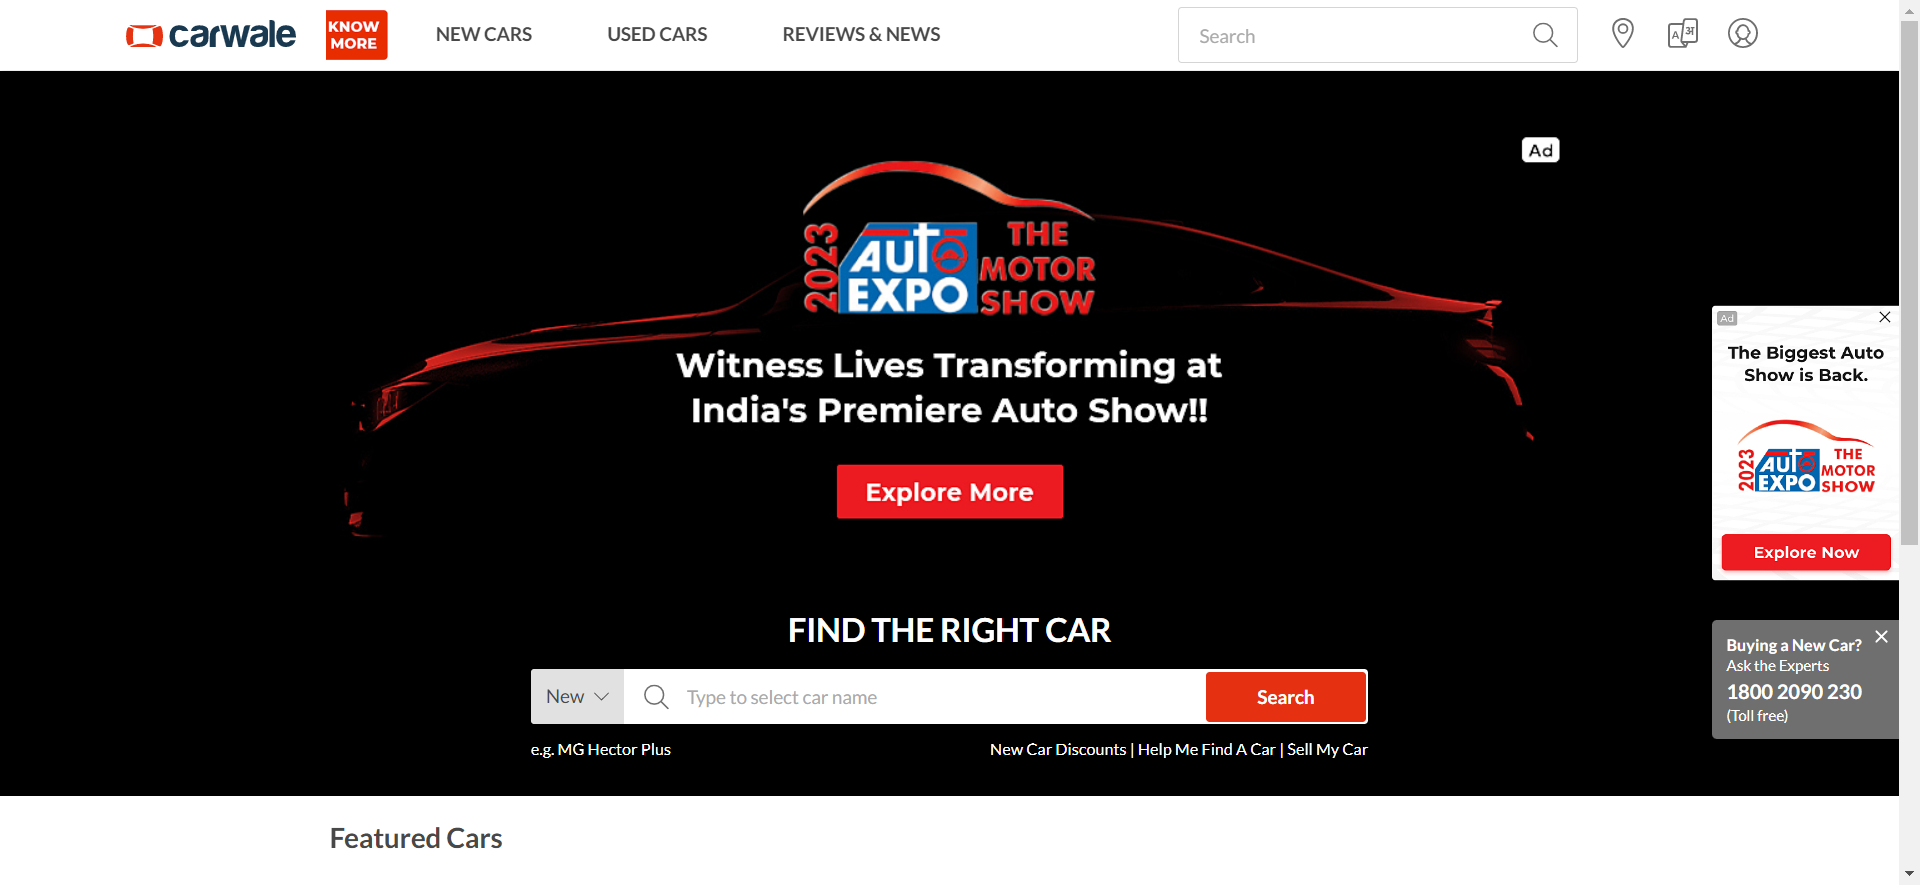 carwale
KNOW
MORE
NEW CARS
USED CARS
REVIEWS & NEWS
Search
A अ
Ad
2023
AUTO
EXPO
THE
MOTOR
SHOW
Witness Lives Transforming at
India's Premiere Auto Show!!
Explore More
Ad
The Biggest Auto
Show is Back.
2023
AUTO
EXPO
THE
MOTOR
SHOW
Explore Now
FIND THE RIGHT CAR
New
Type to select car name
Search
e.g. MG Hector Plus
New Car Discounts | Help Me Find A Car | Sell My Car
Buying a New Car?
Ask the Experts
1800 2090 230
(Toll free)
Featured Cars